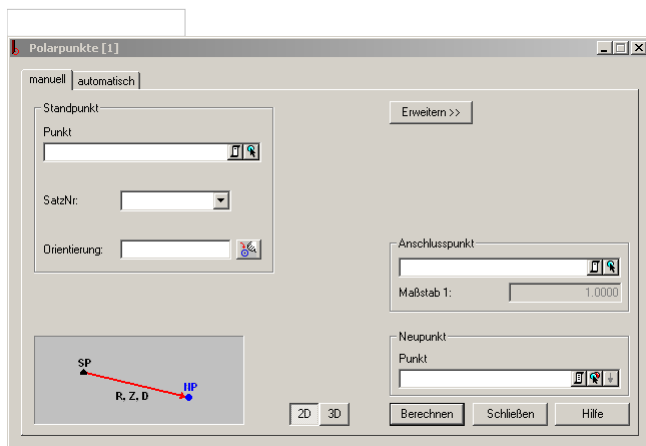 Polarpunkte [1]
manuell
automatisch
Standpunkt
Punkt
SatzNr:
Orientierung:
Erweitern >>
Anschlusspunkt
Maßstab 1:
1.0000
Neupunkt
Punkt
SP
NP
R, Z, D
2D
3D
Berechnen
Schließen
Hilfe